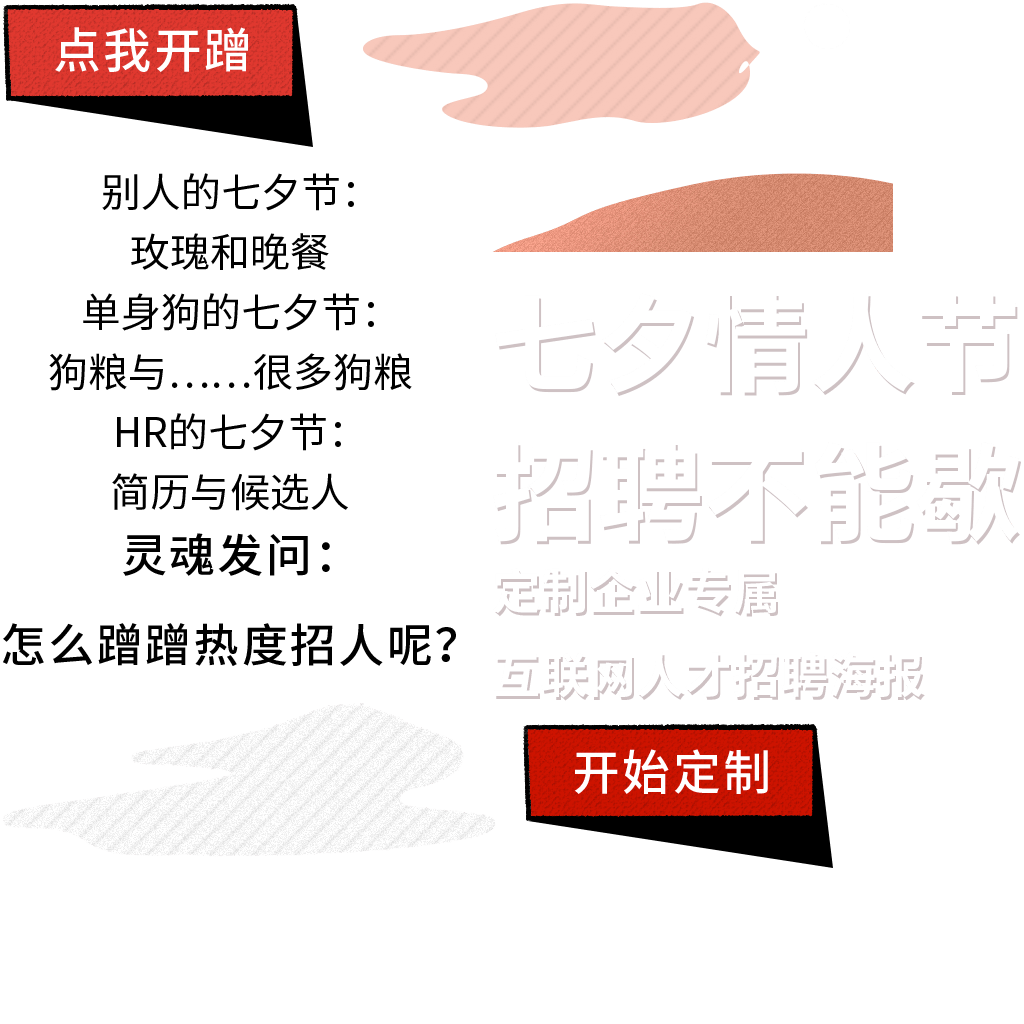 点我开蹭
别人的七夕节：
玫瑰和晚餐
单身狗的七夕节：
狗粮与……很多狗粮
HR的七夕节：
简历与候选人
灵魂发问：
怎么蹭蹭热度招人呢？
七夕情人节
招聘不能歇
定制企业专属
互联网人才招聘海报
开始定制